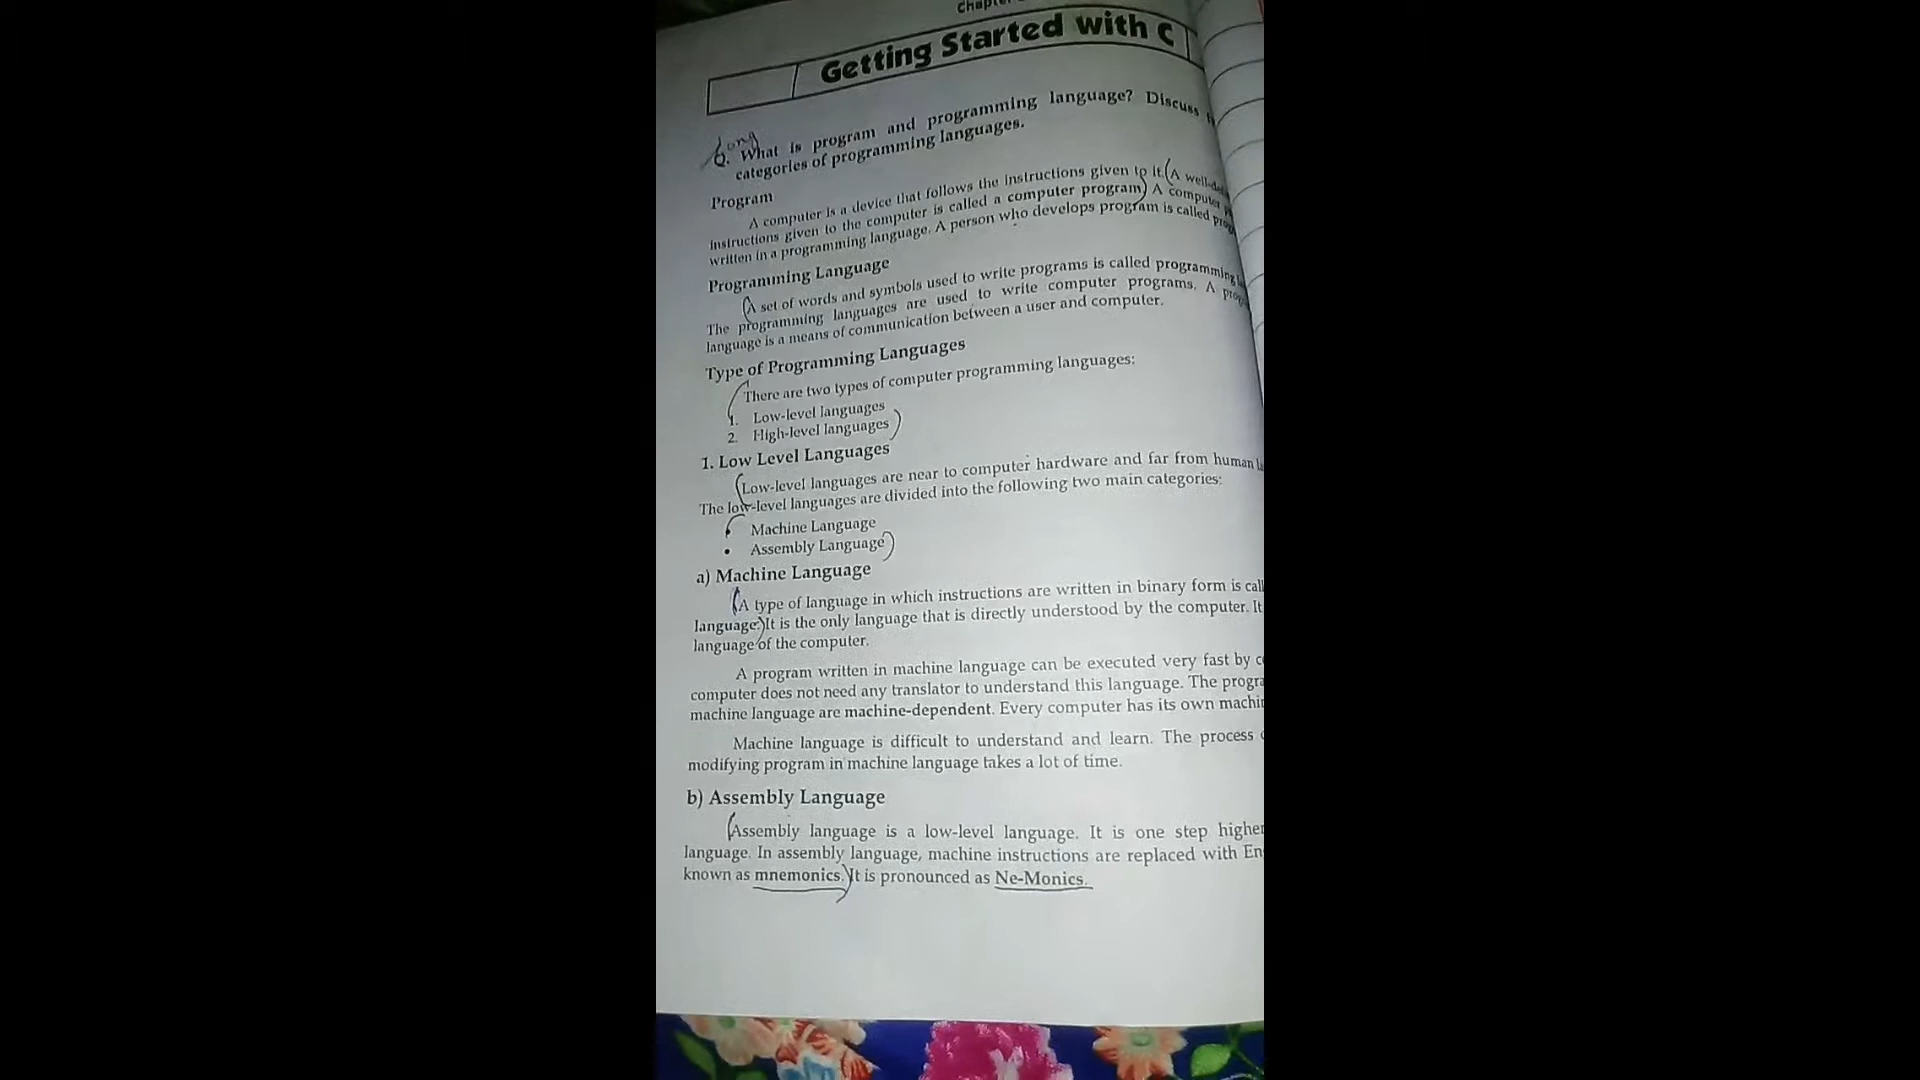 Getting Started with C
Long
Q. What is program and programming language? Discuss
categories of programming languages.
Program
A computer is a device that follows the instructions given to it. (A
instructions given to the computer is called a computer program) A computer
written in a programming language. A person who develops program is called
Programming Language
(A set of words and symbols used to write programs is called programming
The programming languages are used to write computer programs. A
language is a means of communication between a user and computer.
Type of Programming Languages
(There are two types of computer programming languages:
1. Low-level languages
2. High-level languages)
1. Low Level Languages
(Low-level languages are near to computer hardware and far from human
The low-level languages are divided into the following two main categories:
( • Machine Language
• Assembly Language)
a) Machine Language
(A type of language in which instructions are written in binary form is
language.) It is the only language that is directly understood by the computer. It
language of the computer.
A program written in machine language can be executed very fast by
computer does not need any translator to understand this language. The
machine language are machine-dependent. Every computer has its own
Machine language is difficult to understand and learn. The process
modifying program in machine language takes a lot of time.
b) Assembly Language
(Assembly language is a low-level language. It is one step higher
language. In assembly language, machine instructions are replaced with
known as mnemonics.) It is pronounced as Ne-Monics.